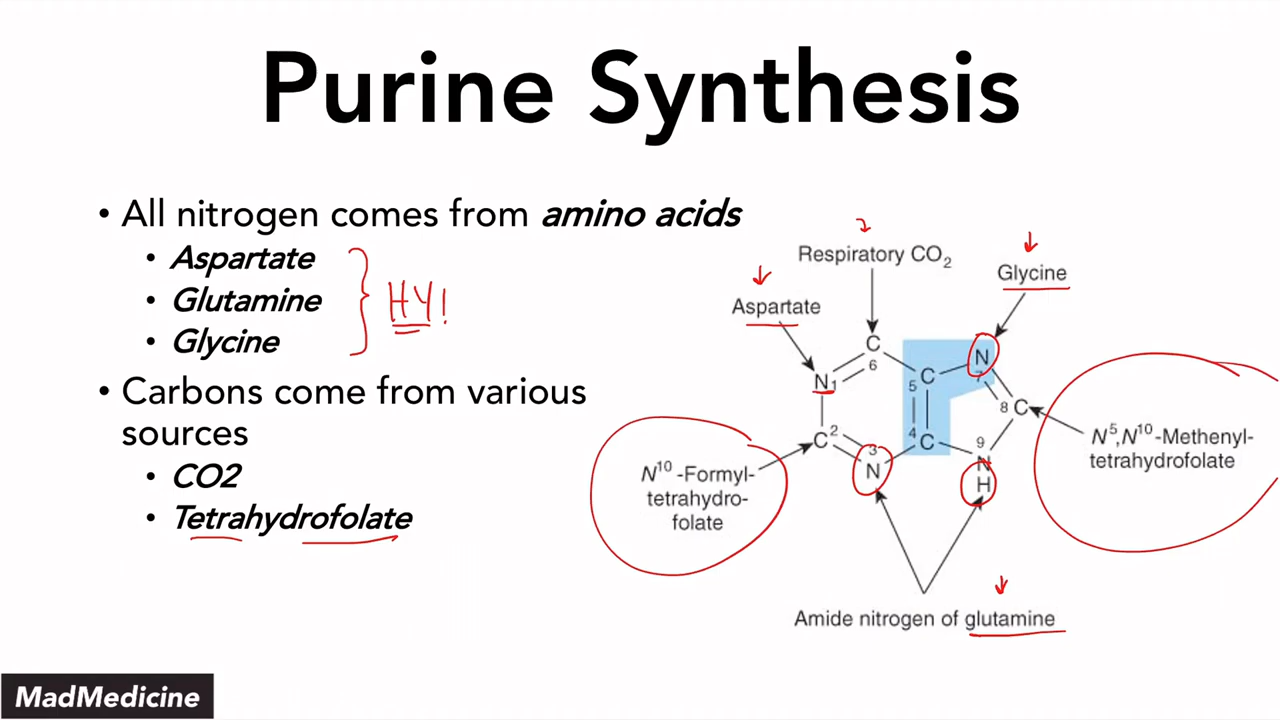 Purine Synthesis
• All nitrogen comes from amino acids
• Aspartate
• Glutamine
• Glycine
HY!
• Carbons come from various
sources
• CO2
• Tetrahydrofolate
Respiratory CO₂
Glycine
Aspartate
C
6
N
7
N1
5
C
8
C
C
2
4
C
9
3
N
N
H
N⁵,N¹⁰-Methenyl-
tetrahydrofolate
N¹⁰-Formyl-
tetrahydro-
folate
Amide nitrogen of glutamine
MadMedicine